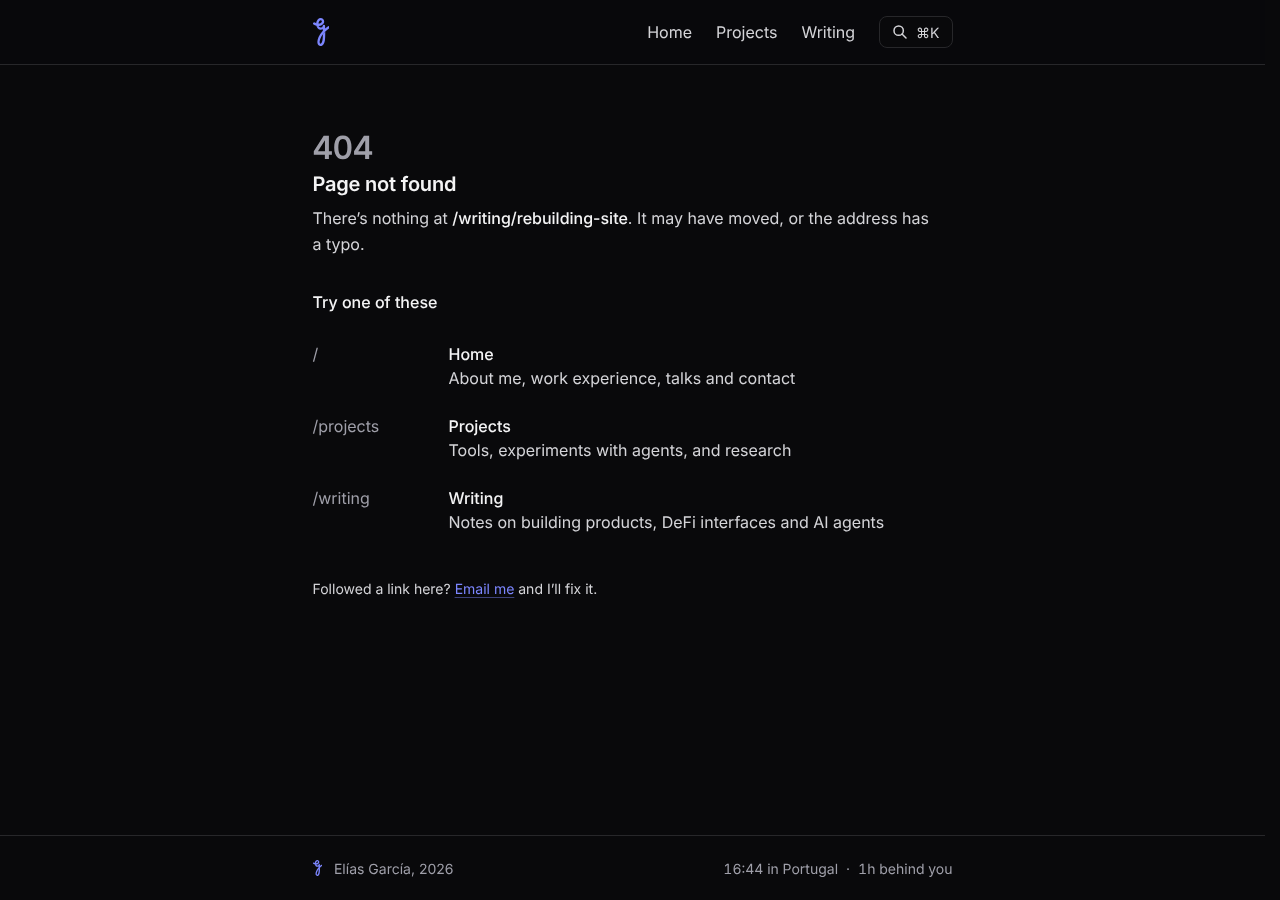 Home Projects Writing ⌘K
404
Page not found
There’s nothing at /writing/rebuilding-site. It may have moved, or the address has
a typo.
Try one of these
/ Home
About me, work experience, talks and contact
/projects Projects
Tools, experiments with agents, and research
/writing Writing
Notes on building products, DeFi interfaces and AI agents
Followed a link here? Email me and I’ll fix it.
Elías García, 2026 16:44 in Portugal · 1h behind you